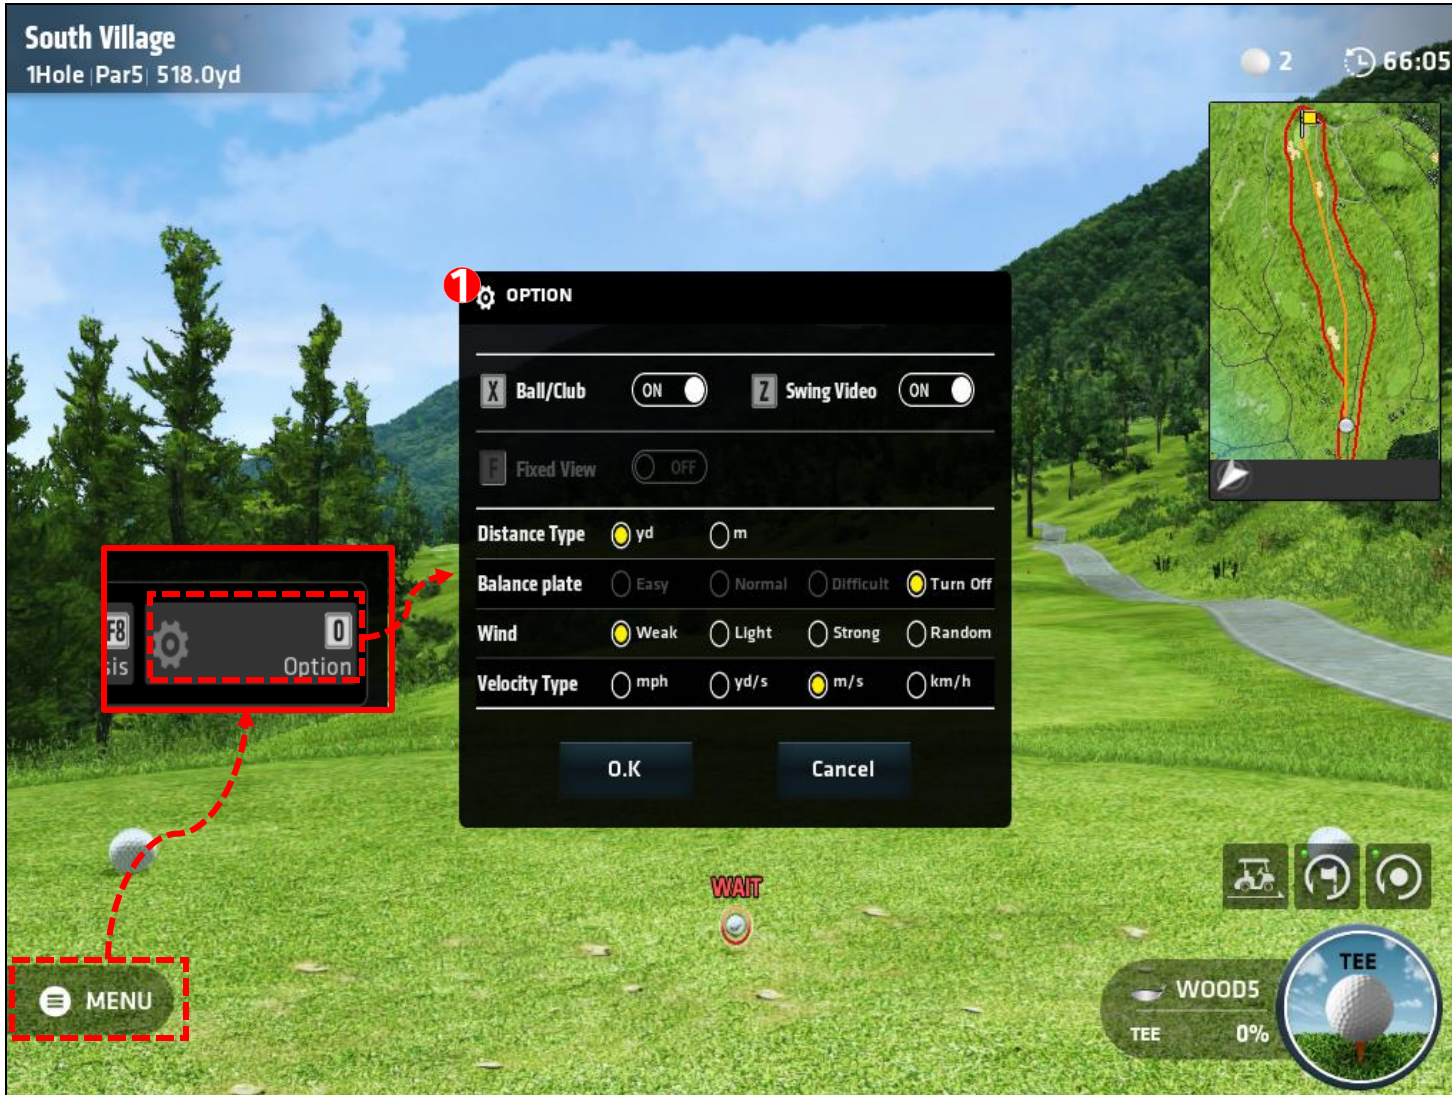 South Village
1Hole | Par5 | 518.0yd
2
66:05
1
OPTION
X Ball/Club ON Z Swing Video ON
F Fixed View OFF
Distance Type yd m
Balance plate Easy Normal Difficult Turn Off
Wind Weak Light Strong Random
Velocity Type mph yd/s m/s km/h
O.K Cancel
F8 O
sis Option
WAIT
MENU
TEE
WOOD5
TEE 0%